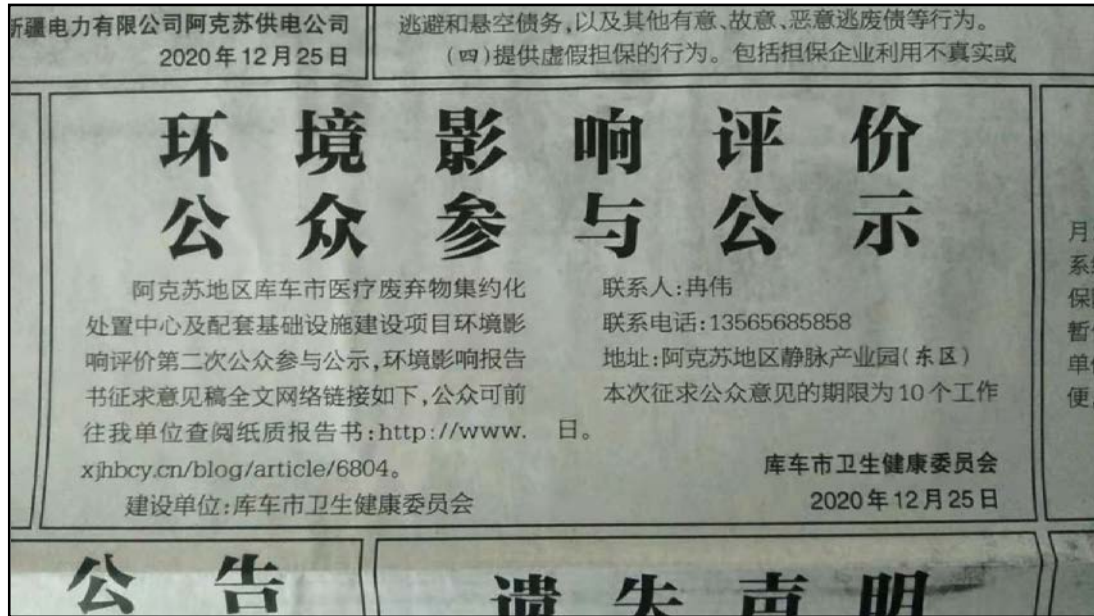 新疆电力有限公司阿克苏供电公司
2020年12月25日
逃避和悬空债务,以及其他有意、故意、恶意逃废债等行为。
(四)提供虚假担保的行为。包括担保企业利用不真实或
环境影响评价
公众参与公示
阿克苏地区库车市医疗废弃物集约化
处置中心及配套基础设施建设项目环境影
响评价第二次公众参与公示,环境影响报告
书征求意见稿全文网络链接如下,公众可前
往我单位查阅纸质报告书:http://www.
xjhbcy.cn/blog/article/6804。
建设单位:库车市卫生健康委员会
联系人:冉伟
联系电话:13565685858
地址:阿克苏地区静脉产业园(东区)
本次征求公众意见的期限为10个工作
日。
库车市卫生健康委员会
2020年12月25日
月
系
保
暂
单
便
公告
遗失声明